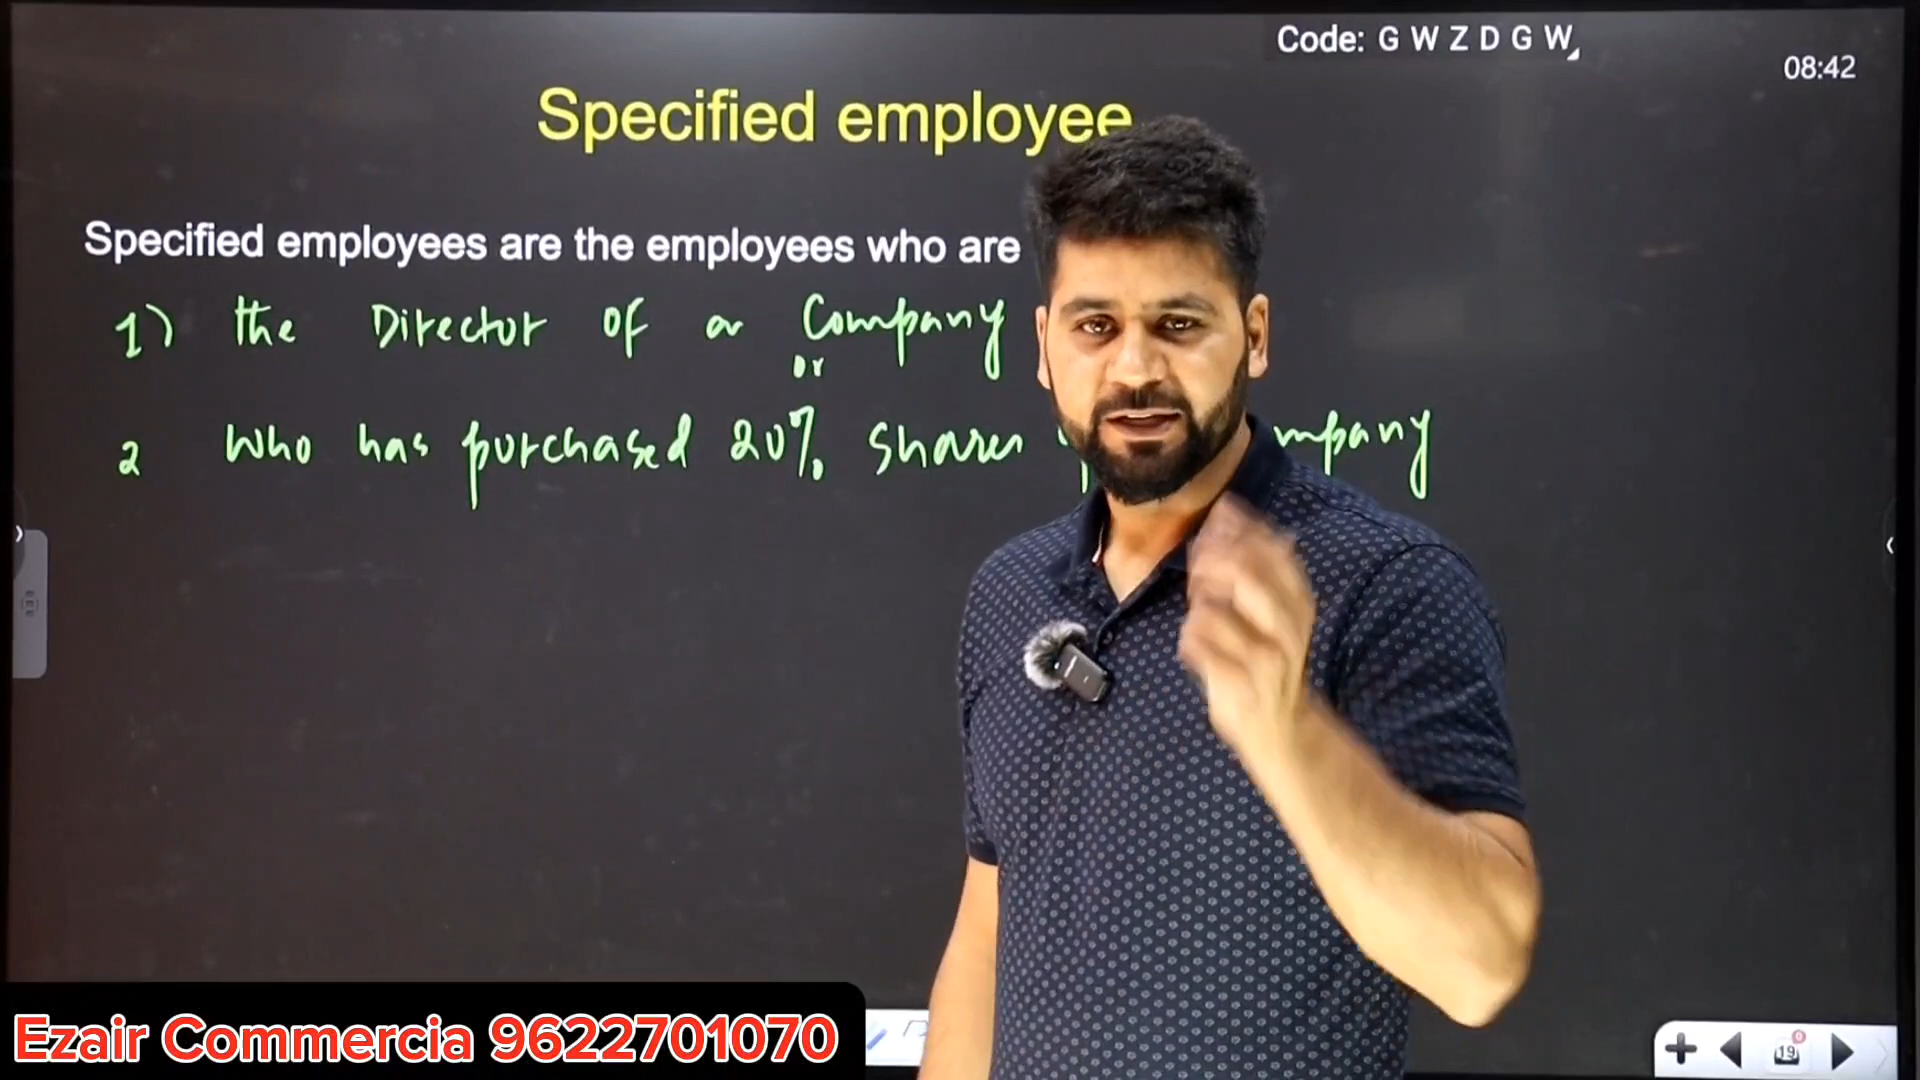 Code: G W Z D G W
08:42
Specified employee
Specified employees are the employees who are
1) the Director of a Company
or
2 who has purchased 20% shares mpany
Ezair Commercia 9622701070
19